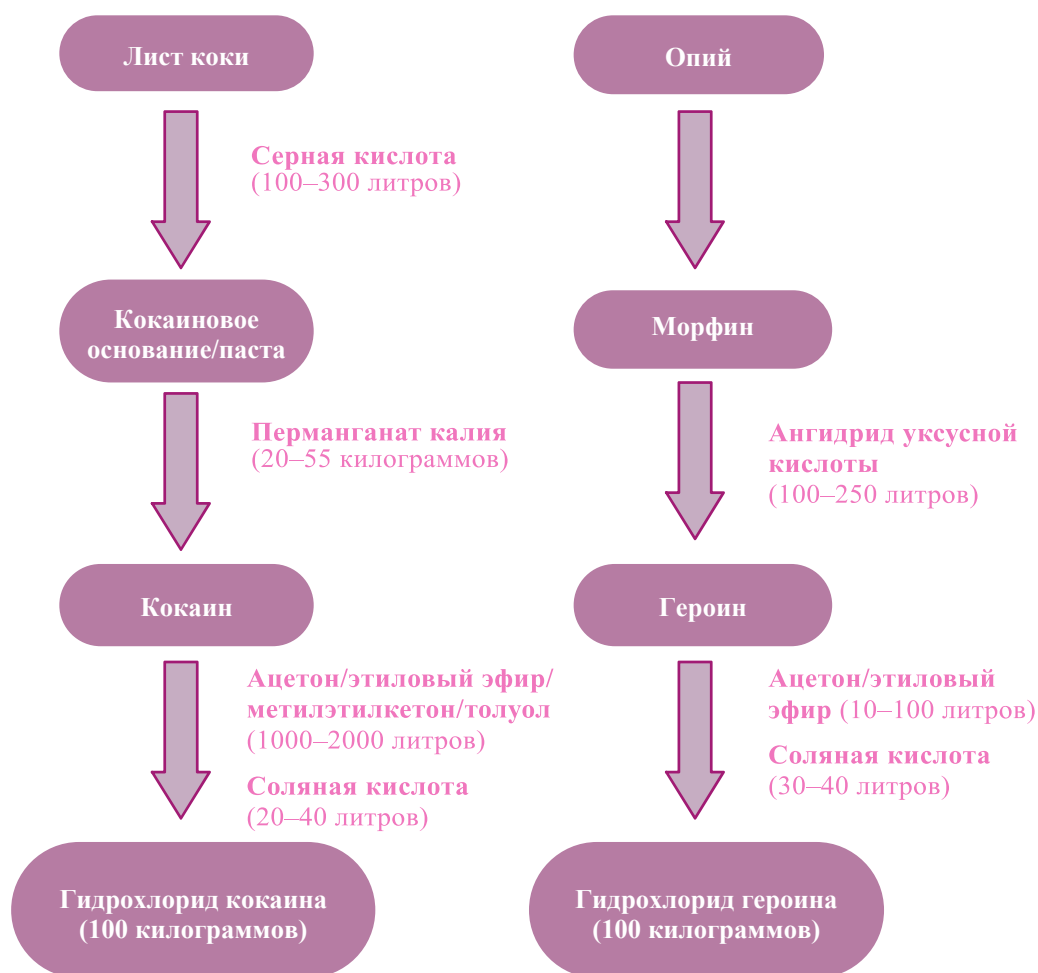 Лист коки
Серная кислота
(100–300 литров)
Кокаиновое
основание/паста
Перманганат калия
(20–55 килограммов)
Кокаин
Ацетон/этиловый эфир/
метилэтилкетон/толуол
(1000–2000 литров)
Соляная кислота
(20–40 литров)
Гидрохлорид кокаина
(100 килограммов)
Опий
Морфин
Ангидрид уксусной
кислоты
(100–250 литров)
Героин
Ацетон/этиловый
эфир (10–100 литров)
Соляная кислота
(30–40 литров)
Гидрохлорид героина
(100 килограммов)